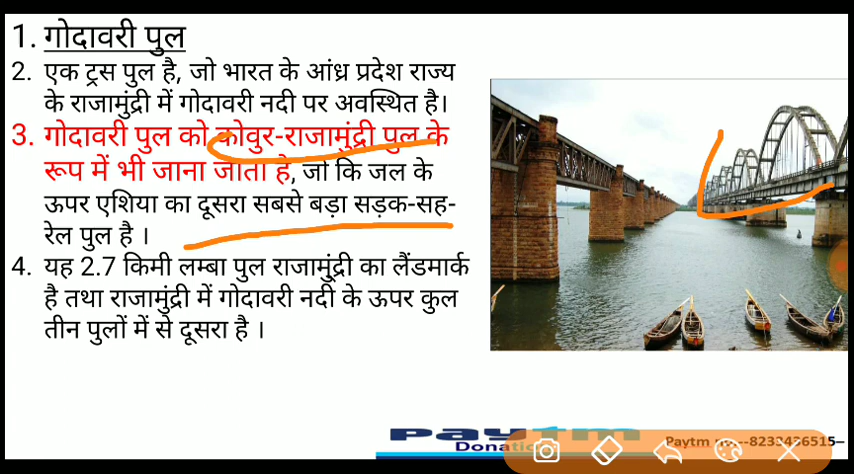 1. गोदावरी पुल
2. एक ट्रस पुल है, जो भारत के आंध्र प्रदेश राज्य
के राजामुंद्री में गोदावरी नदी पर अवस्थित है।
3. गोदावरी पुल को कोवुर-राजामुंद्री पुल के
रूप में भी जाना जाता है, जो कि जल के
ऊपर एशिया का दूसरा सबसे बड़ा सड़क-सह-
रेल पुल है ।
4. यह 2.7 किमी लम्बा पुल राजामुंद्री का लैंडमार्क
है तथा राजामुंद्री में गोदावरी नदी के ऊपर कुल
तीन पुलों में से दूसरा है ।
paytm
Paytm